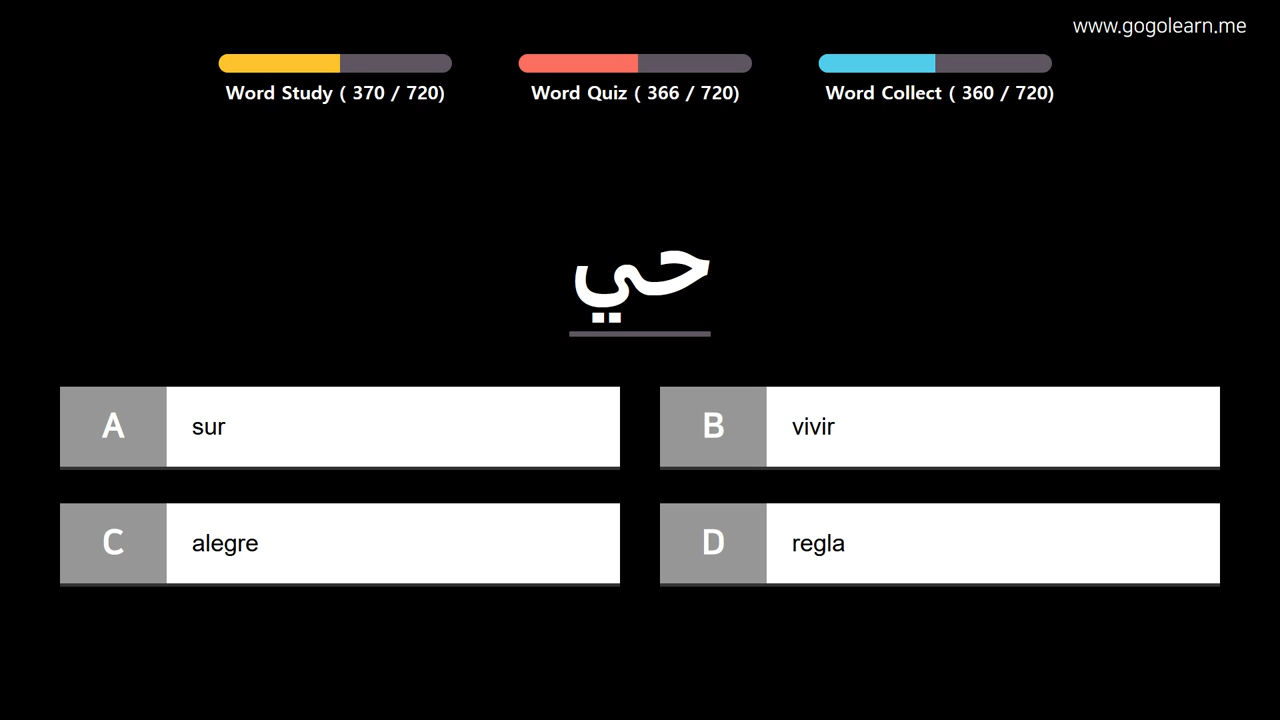 www.gogolearn.me
Word Study ( 370 / 720)
Word Quiz ( 366 / 720)
Word Collect ( 360 / 720)
حي
A sur
B vivir
C alegre
D regla